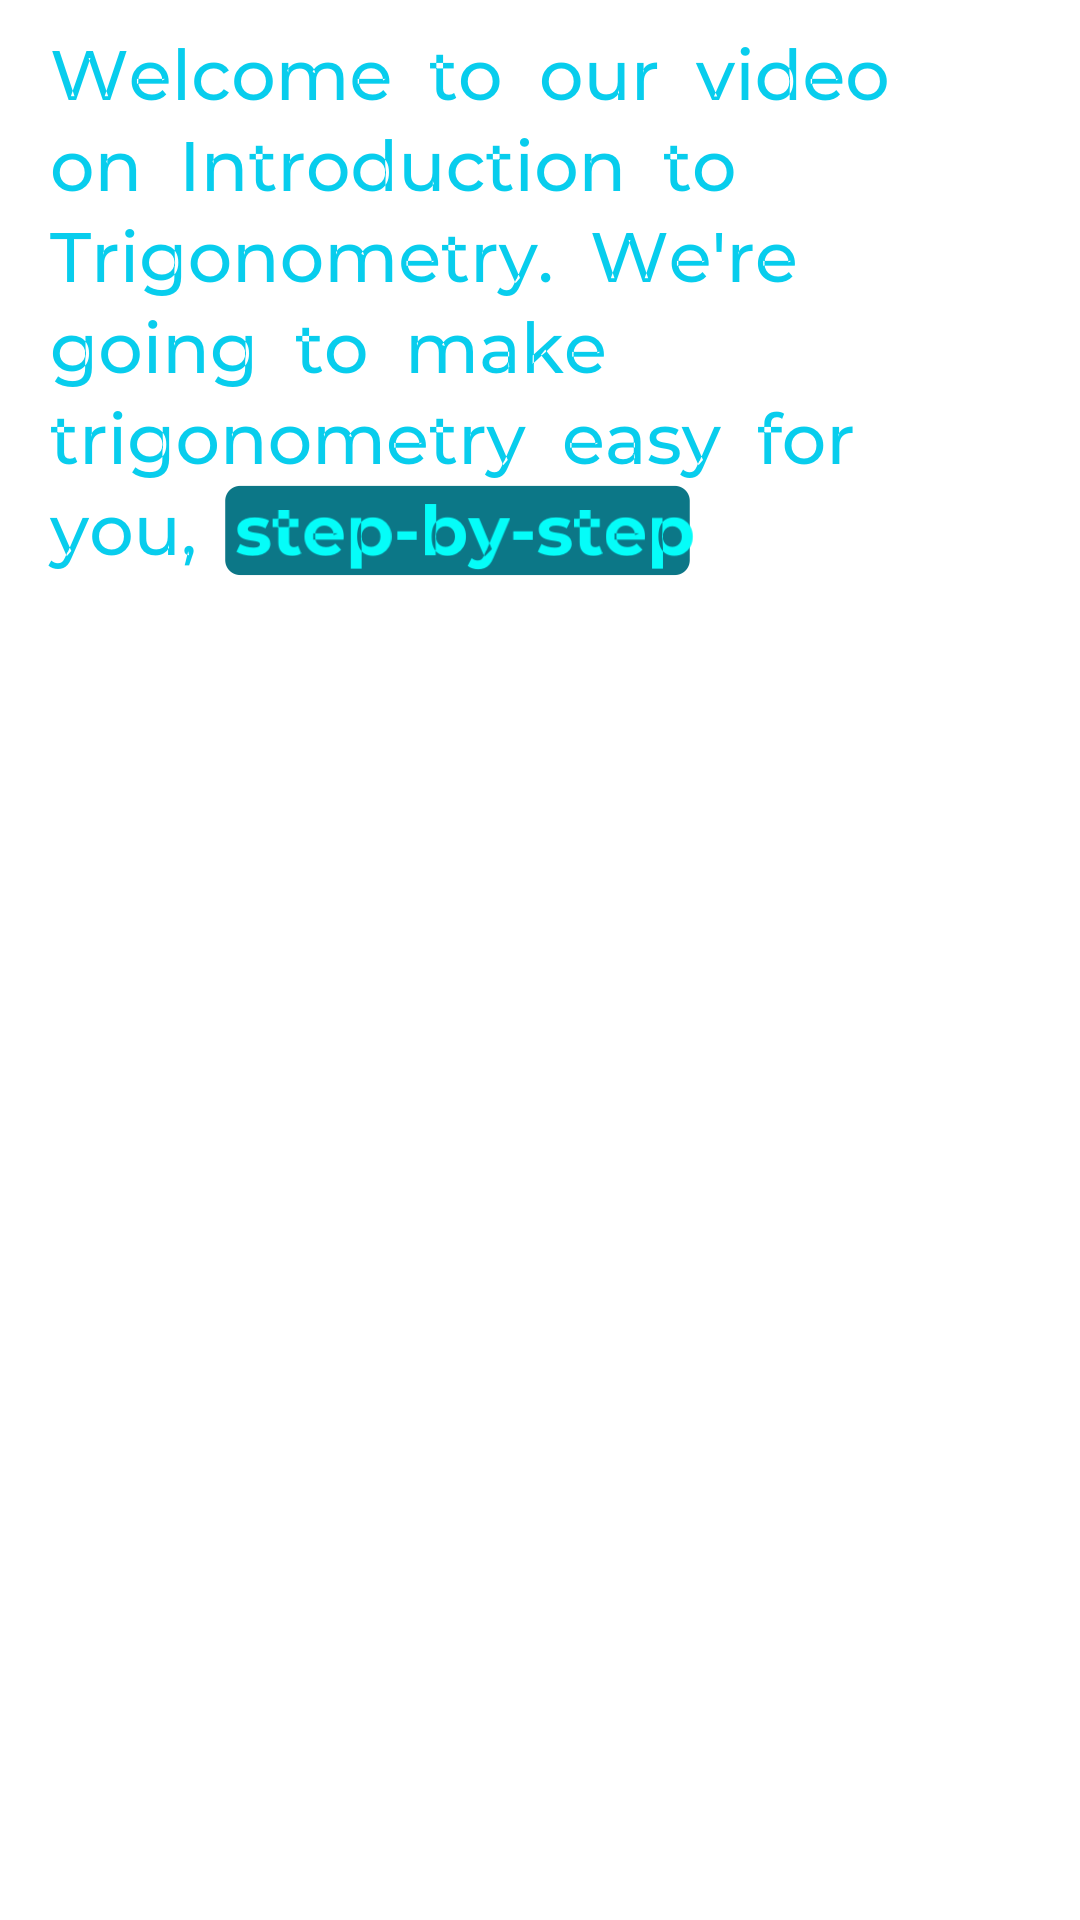 Welcome to our video
on Introduction to
Trigonometry. We're
going to make
trigonometry easy for
you, step-by-step